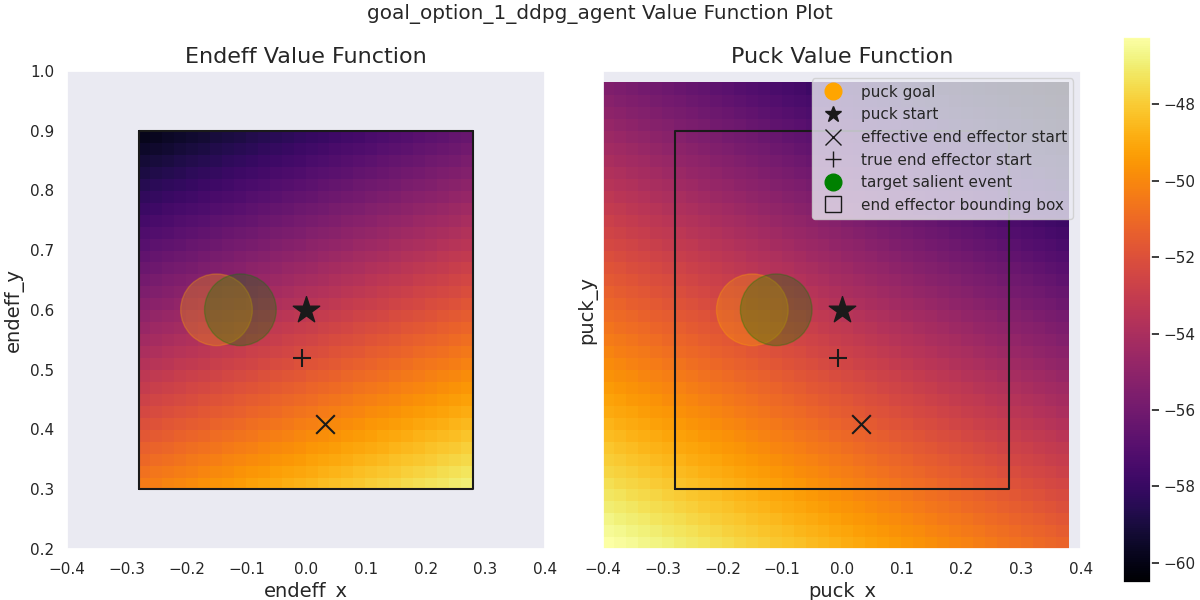 goal_option_1_ddpg_agent Value Function Plot
Endeff Value Function
Puck Value Function
1.0
0.9
0.8
0.7
0.6
0.5
0.4
0.3
0.2
endeff_y
−0.4 −0.3 −0.2 −0.1 0.0 0.1 0.2 0.3 0.4
endeff_x
puck_y
puck goal
puck start
effective end effector start
true end effector start
target salient event
end effector bounding box
−0.4 −0.3 −0.2 −0.1 0.0 0.1 0.2 0.3 0.4
puck_x
−48
−50
−52
−54
−56
−58
−60